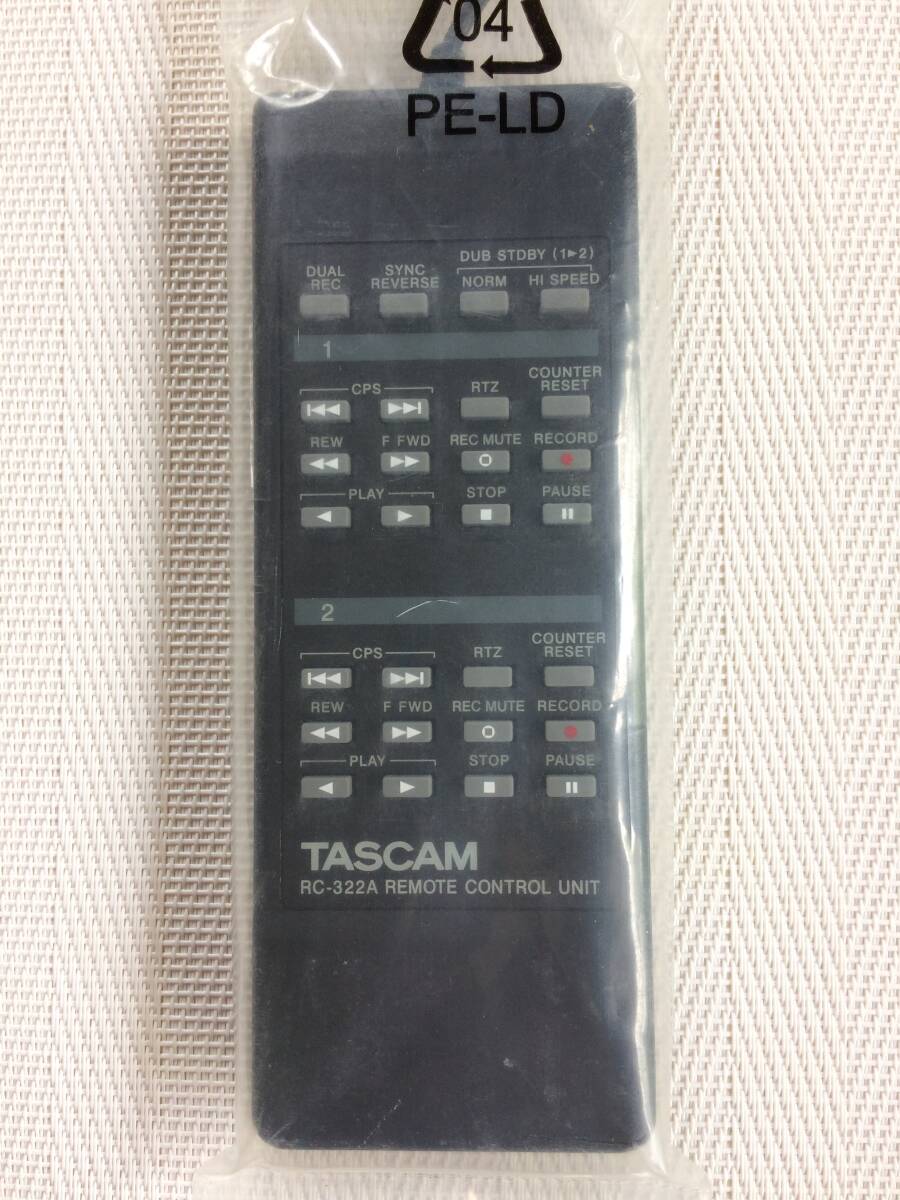 04
PE-LD
DUB STDBY (1▶2)
DUAL REC
SYNC REVERSE
NORM
HI SPEED
1
CPS
RTZ
COUNTER RESET
REW
F FWD
REC MUTE
RECORD
PLAY
STOP
PAUSE
2
CPS
RTZ
COUNTER RESET
REW
F FWD
REC MUTE
RECORD
PLAY
STOP
PAUSE
TASCAM
RC-322A REMOTE CONTROL UNIT